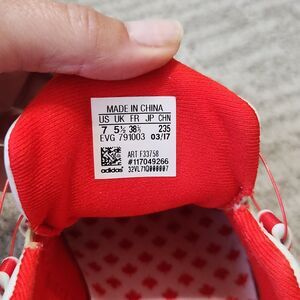 MADE IN CHINA
US UK FR JP CHN
7 5½ 38⅔ 235
EVG 791003 03/17
ART F33758
#117049266
adidas 32VL71Q000007